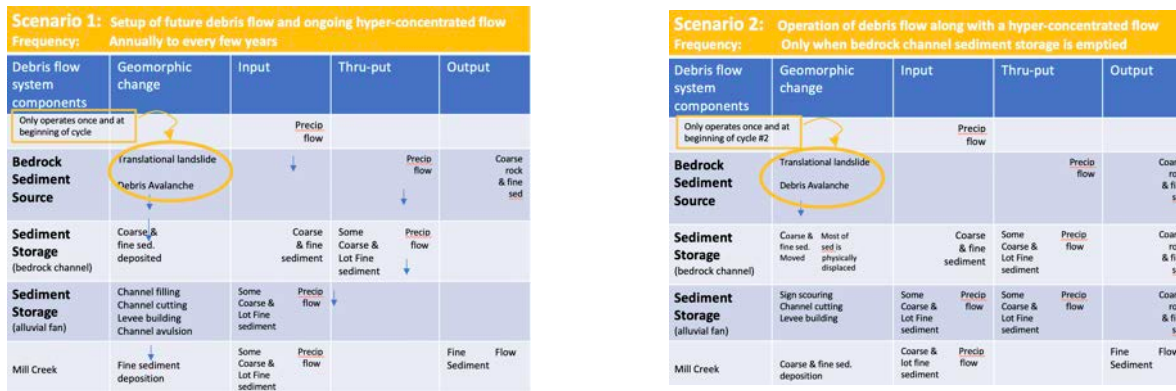 Scenario 1: Setup of future debris flow and ongoing hyper-concentrated flow
Frequency: Annually to every few years
Debris flow system components
Geomorphic change
Input
Thru-put
Output
Only operates once and at beginning of cycle
Precip flow
Bedrock Sediment Source
Translational landslide
Debris Avalanche
Precip flow
Coarse rock & fine sed
Sediment Storage (bedrock channel)
Coarse & fine sed. deposited
Coarse & fine sediment
Some Coarse & Lot Fine sediment
Precip flow
Sediment Storage (alluvial fan)
Channel filling
Channel cutting
Levee building
Channel avulsion
Some Coarse & Lot Fine sediment
Precip flow
Mill Creek
Fine sediment deposition
Some Coarse & Lot Fine sediment
Precip flow
Fine Sediment
Flow
Scenario 2: Operation of debris flow along with a hyper-concentrated flow
Frequency: Only when bedrock channel sediment storage is emptied
Debris flow system components
Geomorphic change
Input
Thru-put
Output
Only operates once and at beginning of cycle #2
Precip flow
Bedrock Sediment Source
Translational landslide
Debris Avalanche
Precip flow
Sediment Storage (bedrock channel)
Coarse & fine sed. Moved
Most of sed is physically displaced
Coarse & fine sediment
Some Coarse & Lot Fine sediment
Precip flow
Sediment Storage (alluvial fan)
Sign scouring
Channel cutting
Levee building
Some Coarse & Lot Fine sediment
Precip flow
Some Coarse & Lot Fine sediment
Precip flow
Mill Creek
Coarse & fine sed. deposition
Coarse & lot fine sediment
Precip flow
Fine Sediment
Flow